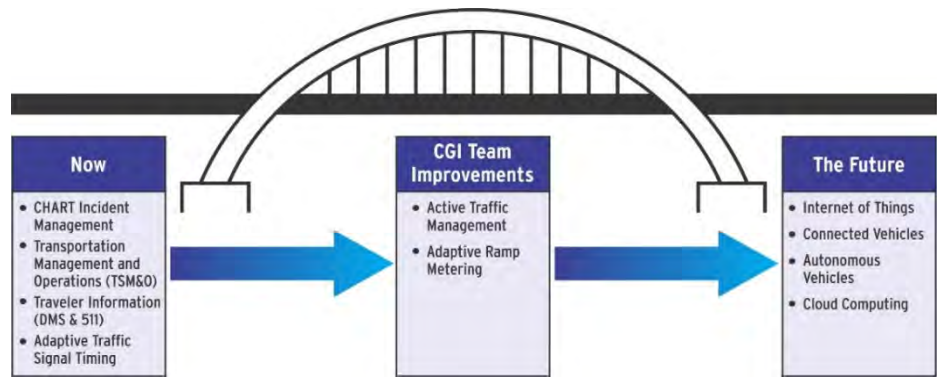 Now
• CHART Incident
Management
• Transportation
Management and
Operations (TSM&O)
• Traveler Information
(DMS & 511)
• Adaptive Traffic
Signal Timing
CGI Team
Improvements
• Active Traffic
Management
• Adaptive Ramp
Metering
The Future
• Internet of Things
• Connected Vehicles
• Autonomous
Vehicles
• Cloud Computing